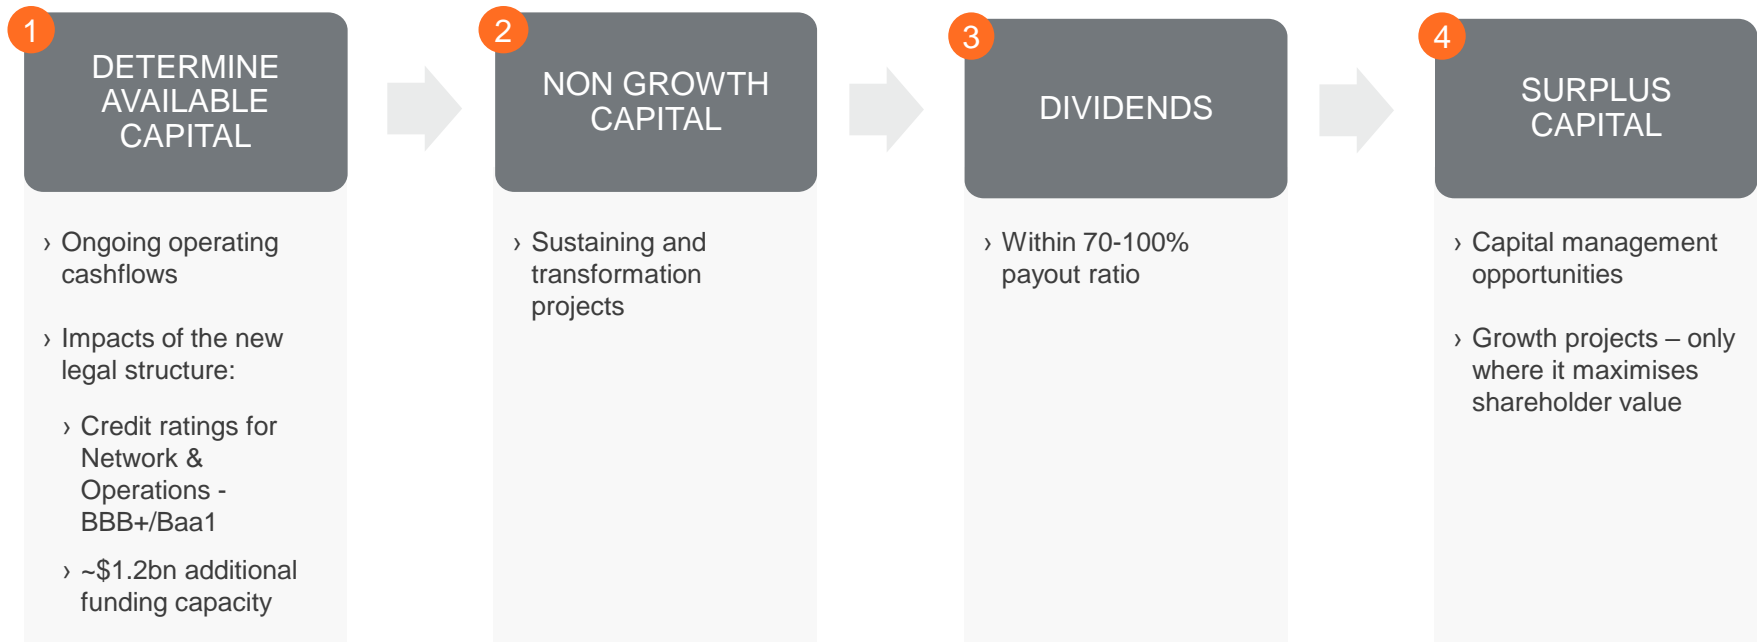 1
DETERMINE
AVAILABLE
CAPITAL
› Ongoing operating
cashflows
› Impacts of the new
legal structure:
› Credit ratings for
Network &
Operations -
BBB+/Baa1
› ~$1.2bn additional
funding capacity
2
NON GROWTH
CAPITAL
› Sustaining and
transformation
projects
3
DIVIDENDS
› Within 70-100%
payout ratio
4
SURPLUS
CAPITAL
› Capital management
opportunities
› Growth projects – only
where it maximises
shareholder value